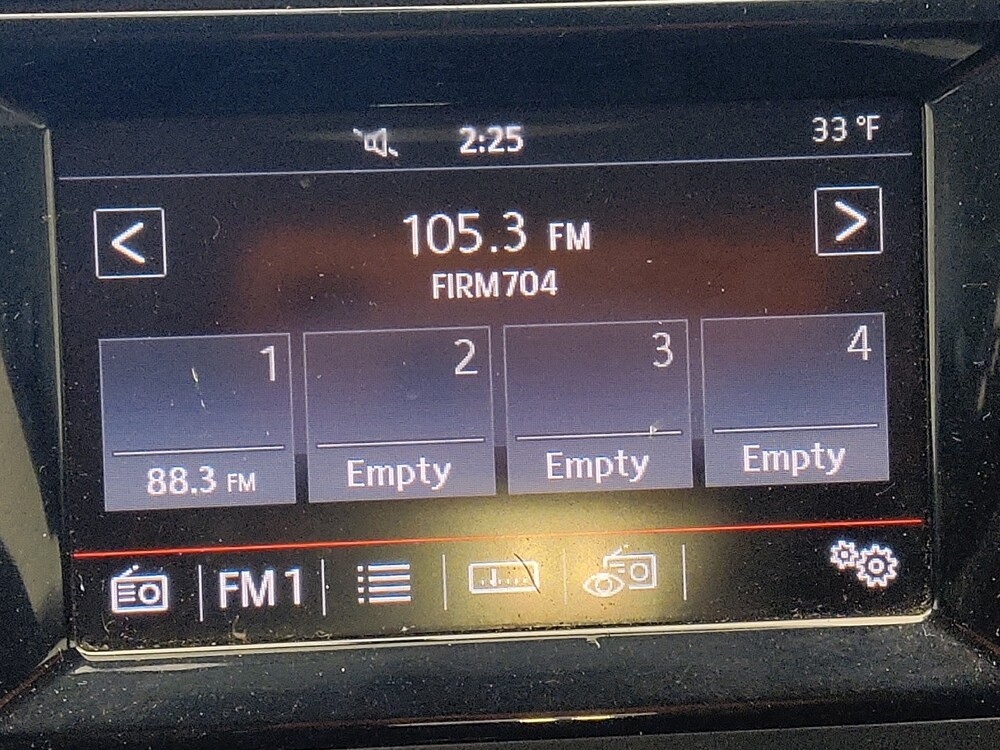 2:25 33 °F
105.3 FM
FIRM704
1 2 3 4
88.3 FM Empty Empty Empty
FM 1